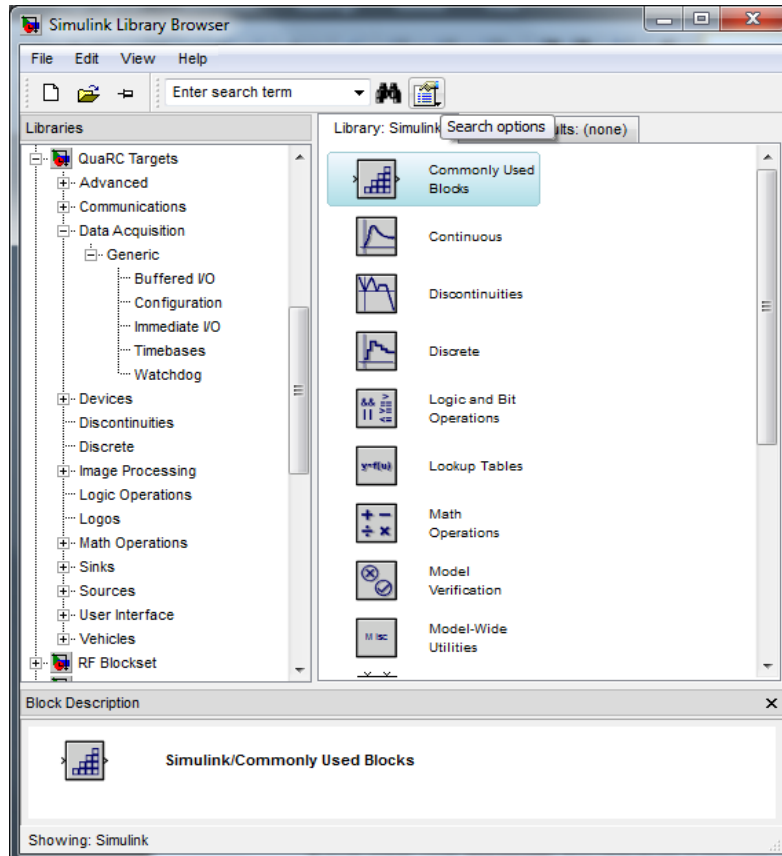 Simulink Library Browser
File Edit View Help
Enter search term
Libraries
Library: Simulink
Search options
ults: (none)
QuaRC Targets
Advanced
Communications
Data Acquisition
Generic
Buffered I/O
Configuration
Immediate I/O
Timebases
Watchdog
Devices
Discontinuities
Discrete
Image Processing
Logic Operations
Logos
Math Operations
Sinks
Sources
User Interface
Vehicles
RF Blockset
Commonly Used
Blocks
Continuous
Discontinuities
Discrete
&& >
|| >=
<=
Logic and Bit
Operations
y=f(u)
Lookup Tables
+ −
÷ ×
Math
Operations
Model
Verification
Misc
Model-Wide
Utilities
Block Description
Simulink/Commonly Used Blocks
Showing: Simulink